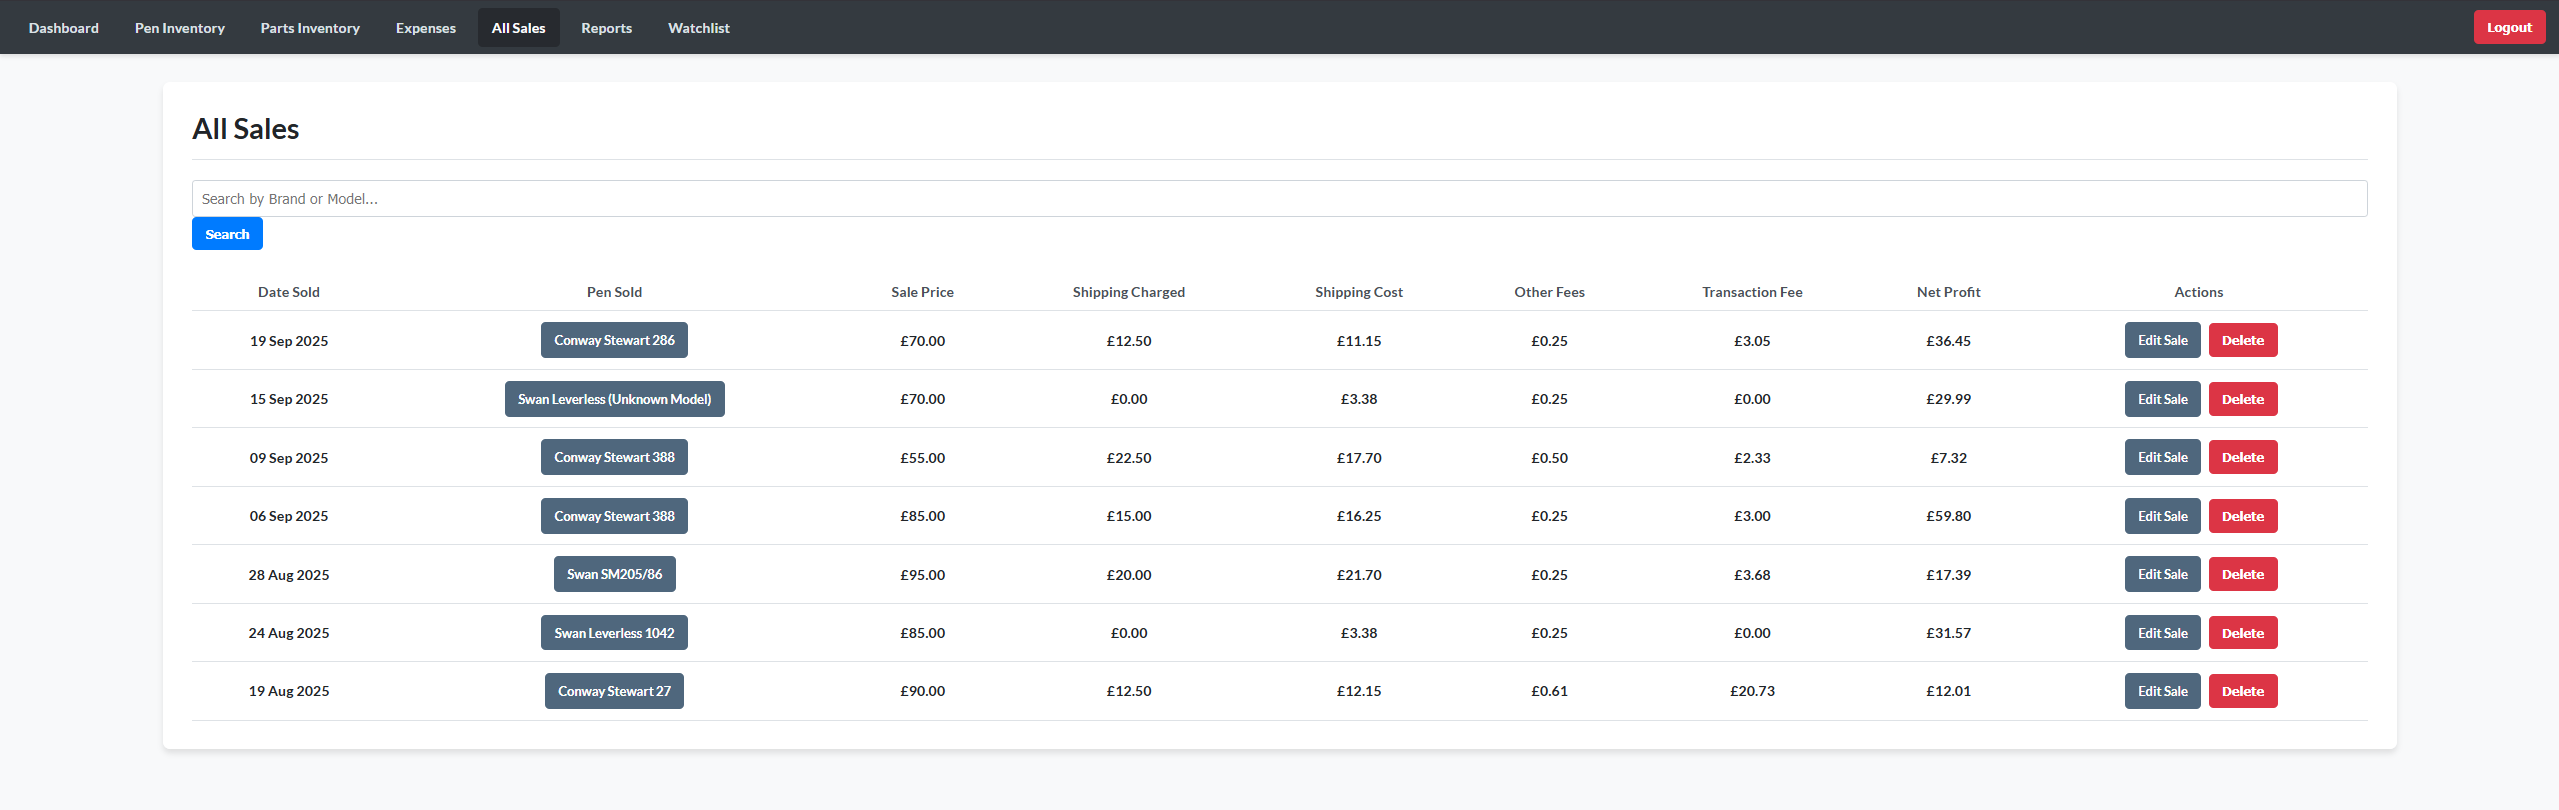 Dashboard Pen Inventory Parts Inventory Expenses All Sales Reports Watchlist Logout
All Sales
Search by Brand or Model...
Search
Date Sold Pen Sold Sale Price Shipping Charged Shipping Cost Other Fees Transaction Fee Net Profit Actions
19 Sep 2025 Conway Stewart 286 £70.00 £12.50 £11.15 £0.25 £3.05 £36.45 Edit Sale Delete
15 Sep 2025 Swan Leverless (Unknown Model) £70.00 £0.00 £3.38 £0.25 £0.00 £29.99 Edit Sale Delete
09 Sep 2025 Conway Stewart 388 £55.00 £22.50 £17.70 £0.50 £2.33 £7.32 Edit Sale Delete
06 Sep 2025 Conway Stewart 388 £85.00 £15.00 £16.25 £0.25 £3.00 £59.80 Edit Sale Delete
28 Aug 2025 Swan SM205/86 £95.00 £20.00 £21.70 £0.25 £3.68 £17.39 Edit Sale Delete
24 Aug 2025 Swan Leverless 1042 £85.00 £0.00 £3.38 £0.25 £0.00 £31.57 Edit Sale Delete
19 Aug 2025 Conway Stewart 27 £90.00 £12.50 £12.15 £0.61 £20.73 £12.01 Edit Sale Delete